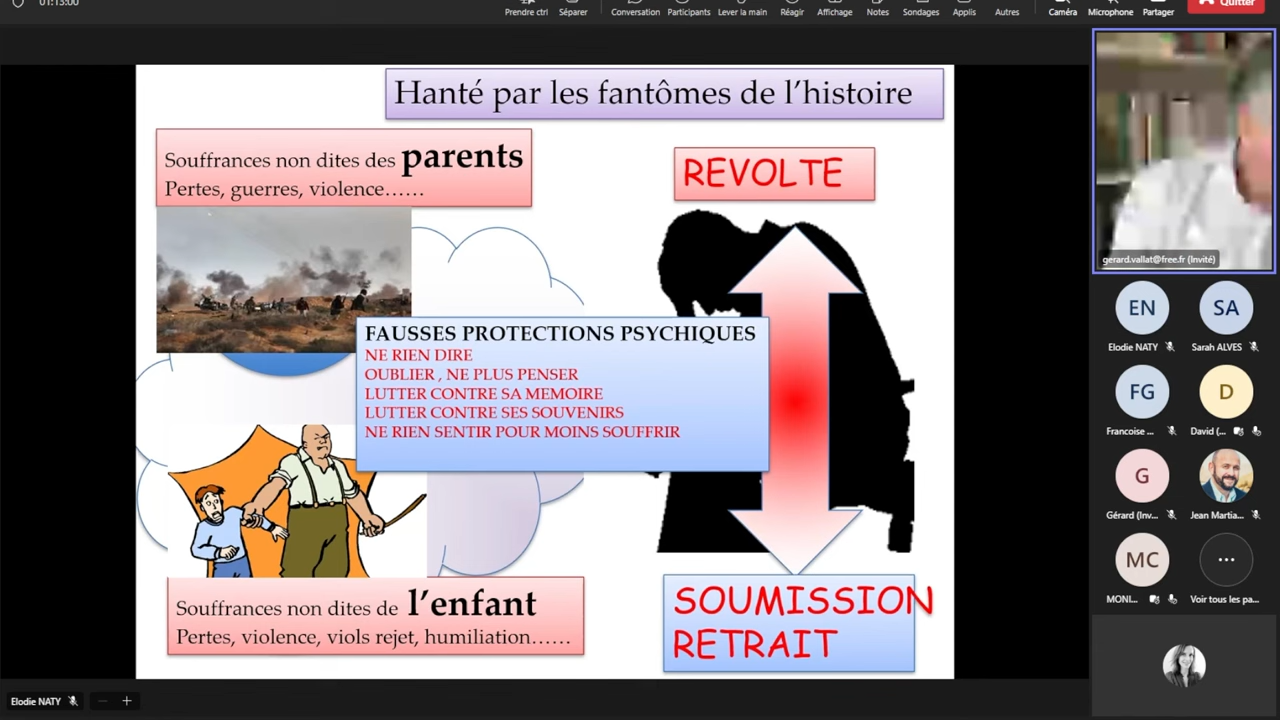 01:13:00
Prendre ctrl
Séparer
Conversation
Participants
Lever la main
Réagir
Affichage
Notes
Sondages
Applis
Autres
Caméra
Microphone
Partager
Quitter
Hanté par les fantômes de l'histoire
Souffrances non dites des parents
Pertes, guerres, violence......
REVOLTE
FAUSSES PROTECTIONS PSYCHIQUES
NE RIEN DIRE
OUBLIER , NE PLUS PENSER
LUTTER CONTRE SA MEMOIRE
LUTTER CONTRE SES SOUVENIRS
NE RIEN SENTIR POUR MOINS SOUFFRIR
Souffrances non dites de l'enfant
Pertes, violence, viols rejet, humiliation......
SOUMISSION
RETRAIT
gerard.vallat@free.fr (Invité)
EN
SA
Elodie NATY
Sarah ALVES
FG
D
Francoise ...
David (...
G
Gérard (Inv...
Jean Martia...
MC
...
MONI...
Voir tous les pa...
Elodie NATY